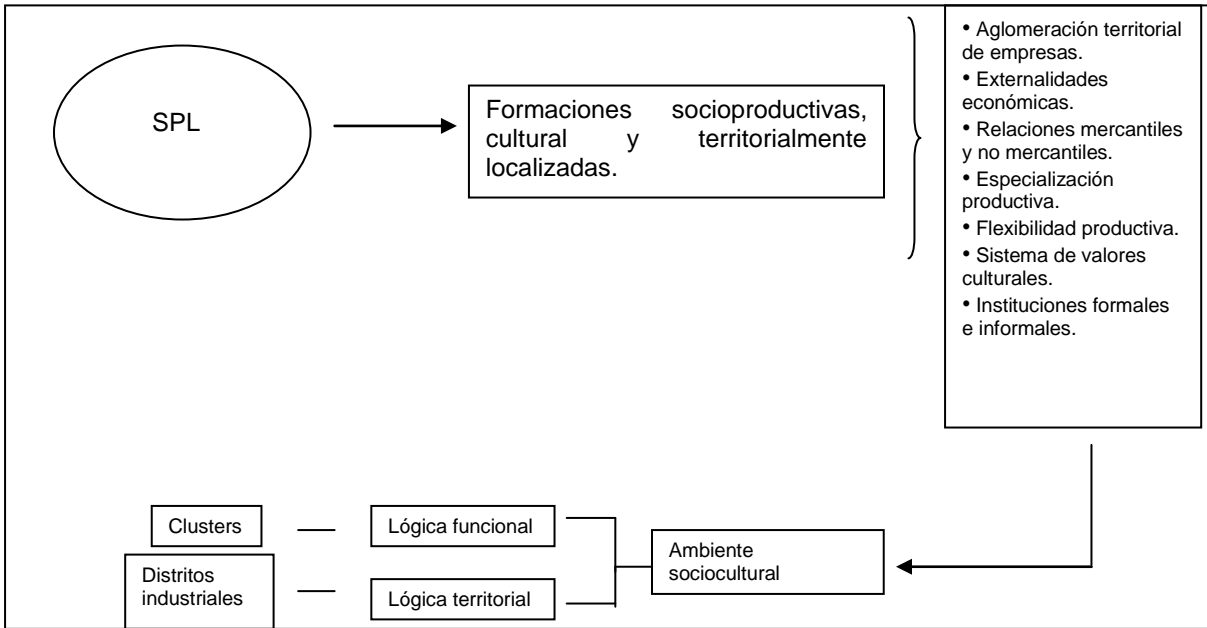 SPL
Formaciones socioproductivas,
cultural y territorialmente
localizadas.
• Aglomeración territorial
de empresas.
• Externalidades
económicas.
• Relaciones mercantiles
y no mercantiles.
• Especialización
productiva.
• Flexibilidad productiva.
• Sistema de valores
culturales.
• Instituciones formales
e informales.
Clusters
Lógica funcional
Ambiente
sociocultural
Distritos
industriales
Lógica territorial